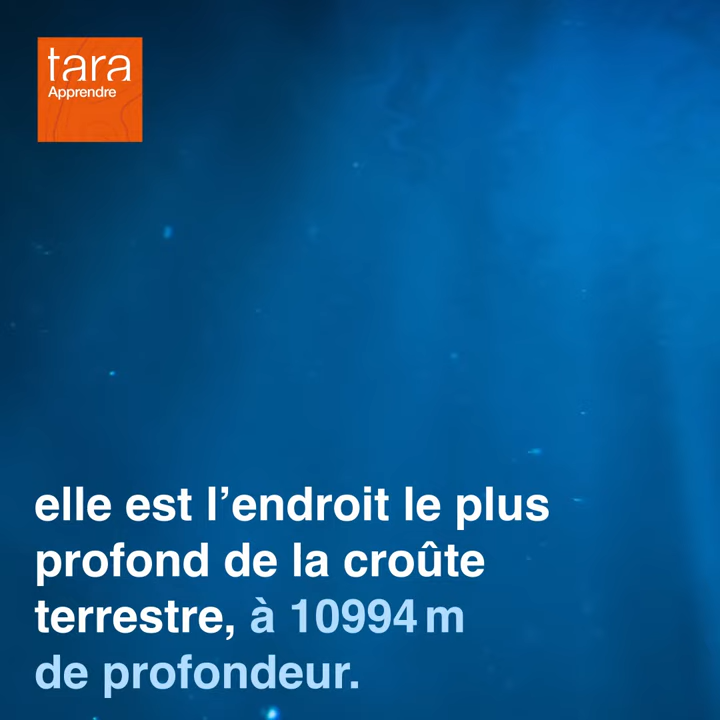 tara
Apprendre
elle est l’endroit le plus
profond de la croûte
terrestre, à 10994 m
de profondeur.